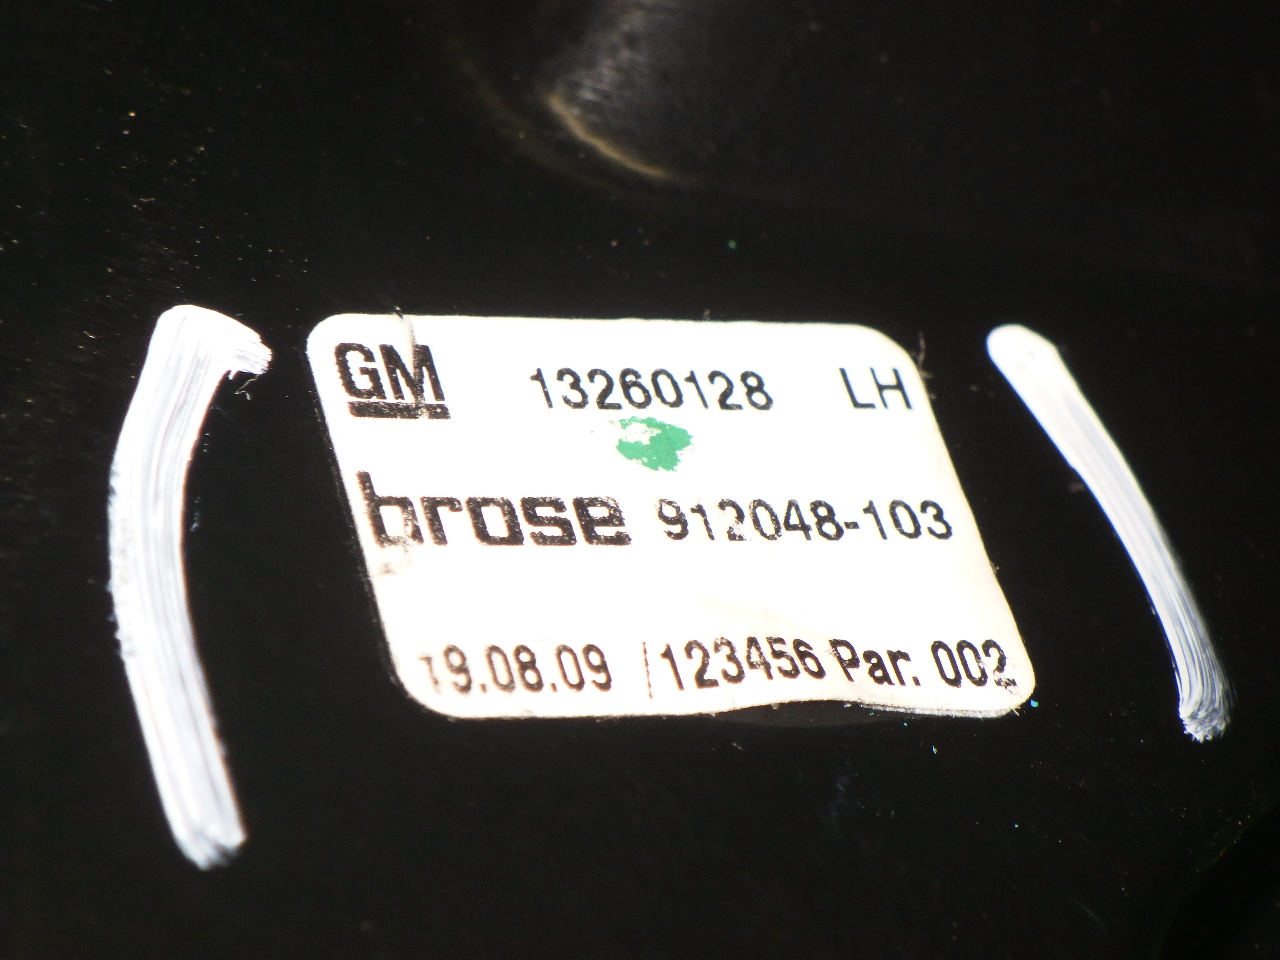 GM 13260128 LH
brose 912048-103
19.08.09 /123456 Par. 002